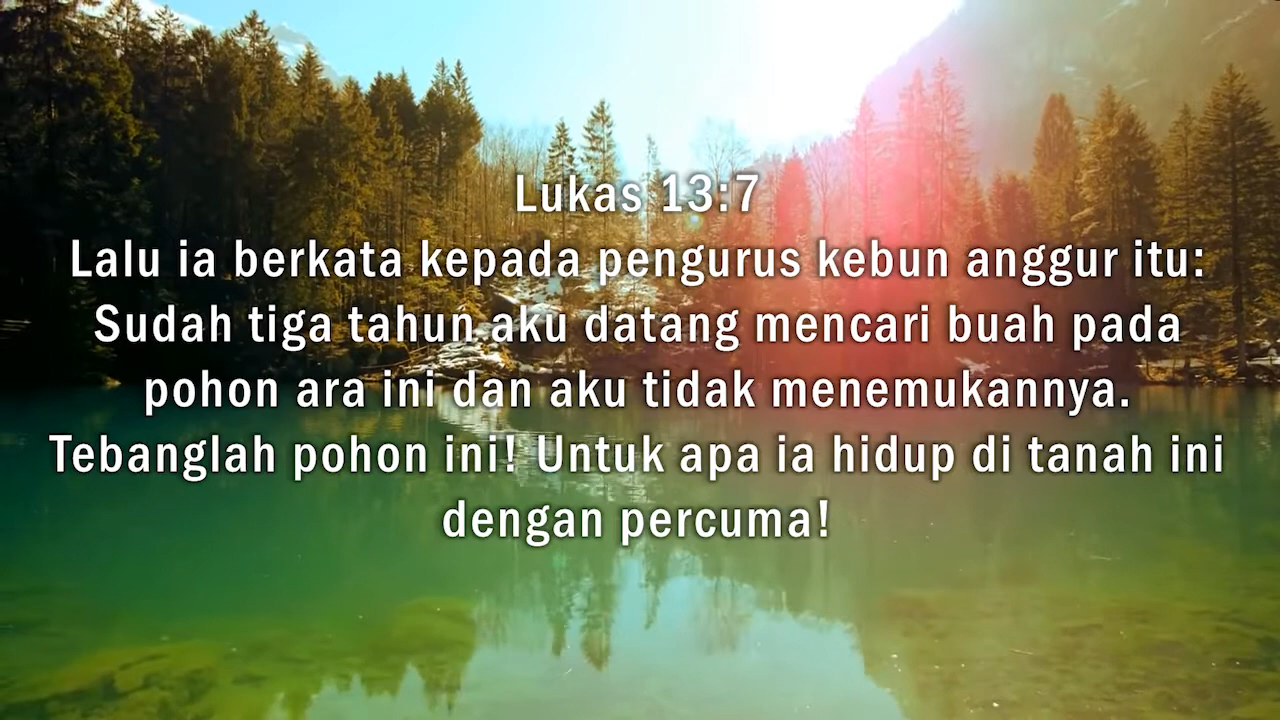 Lukas 13:7
Lalu ia berkata kepada pengurus kebun anggur itu:
Sudah tiga tahun aku datang mencari buah pada
pohon ara ini dan aku tidak menemukannya.
Tebanglah pohon ini! Untuk apa ia hidup di tanah ini
dengan percuma!